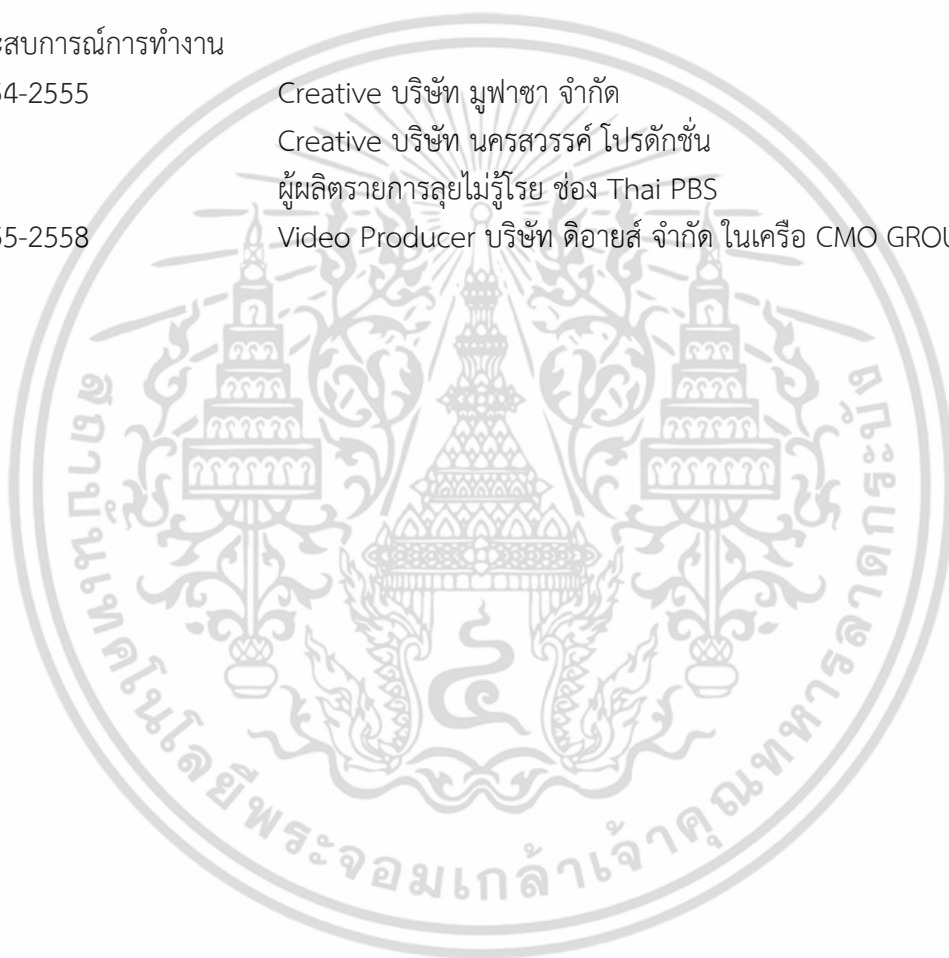 ะสบการณ์การทำงาน
54-2555 Creative บริษัท มูฟาซา จำกัด
Creative บริษัท นครสวรรค์ โปรดักชั่น
ผู้ผลิตรายการลุยไม่รู้โรย ช่อง Thai PBS
55-2558 Video Producer บริษัท ดิอายส์ จำกัด ในเครือ CMO GROU
สถาบันเทคโนโลยีพระจอมเกล้าเจ้าคุณทหารลาดกระบัง